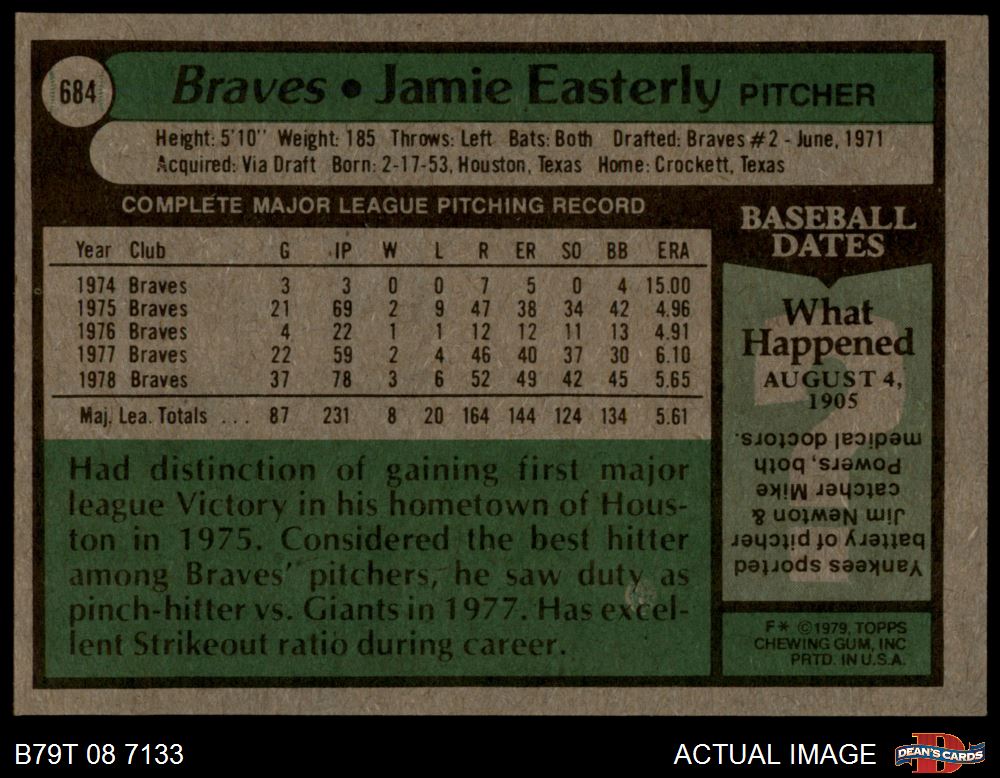 684
Braves • Jamie Easterly PITCHER
Height: 5'10" Weight: 185 Throws: Left Bats: Both Drafted: Braves #2 - June, 1971
Acquired: Via Draft Born: 2-17-53, Houston, Texas Home: Crockett, Texas
COMPLETE MAJOR LEAGUE PITCHING RECORD
Year Club G IP W L R ER SO BB ERA
1974 Braves 3 3 0 0 7 5 0 4 15.00
1975 Braves 21 69 2 9 47 38 34 42 4.96
1976 Braves 4 22 1 1 12 12 11 13 4.91
1977 Braves 22 59 2 4 46 40 37 30 6.10
1978 Braves 37 78 3 6 52 49 42 45 5.65
Maj. Lea. Totals ... 87 231 8 20 164 144 124 134 5.61
Had distinction of gaining first major
league Victory in his hometown of Hous-
ton in 1975. Considered the best hitter
among Braves' pitchers, he saw duty as
pinch-hitter vs. Giants in 1977. Has excel-
lent Strikeout ratio during career.
BASEBALL
DATES
What
Happened
AUGUST 4,
1905
Yankees sported
battery of pitcher
Jim Newton &
catcher Mike
Powers, both
medical doctors.
F* ©1979, TOPPS
CHEWING GUM, INC
PRTD. IN U.S.A.
B79T 08 7133
ACTUAL IMAGE
DEAN'S CARDS